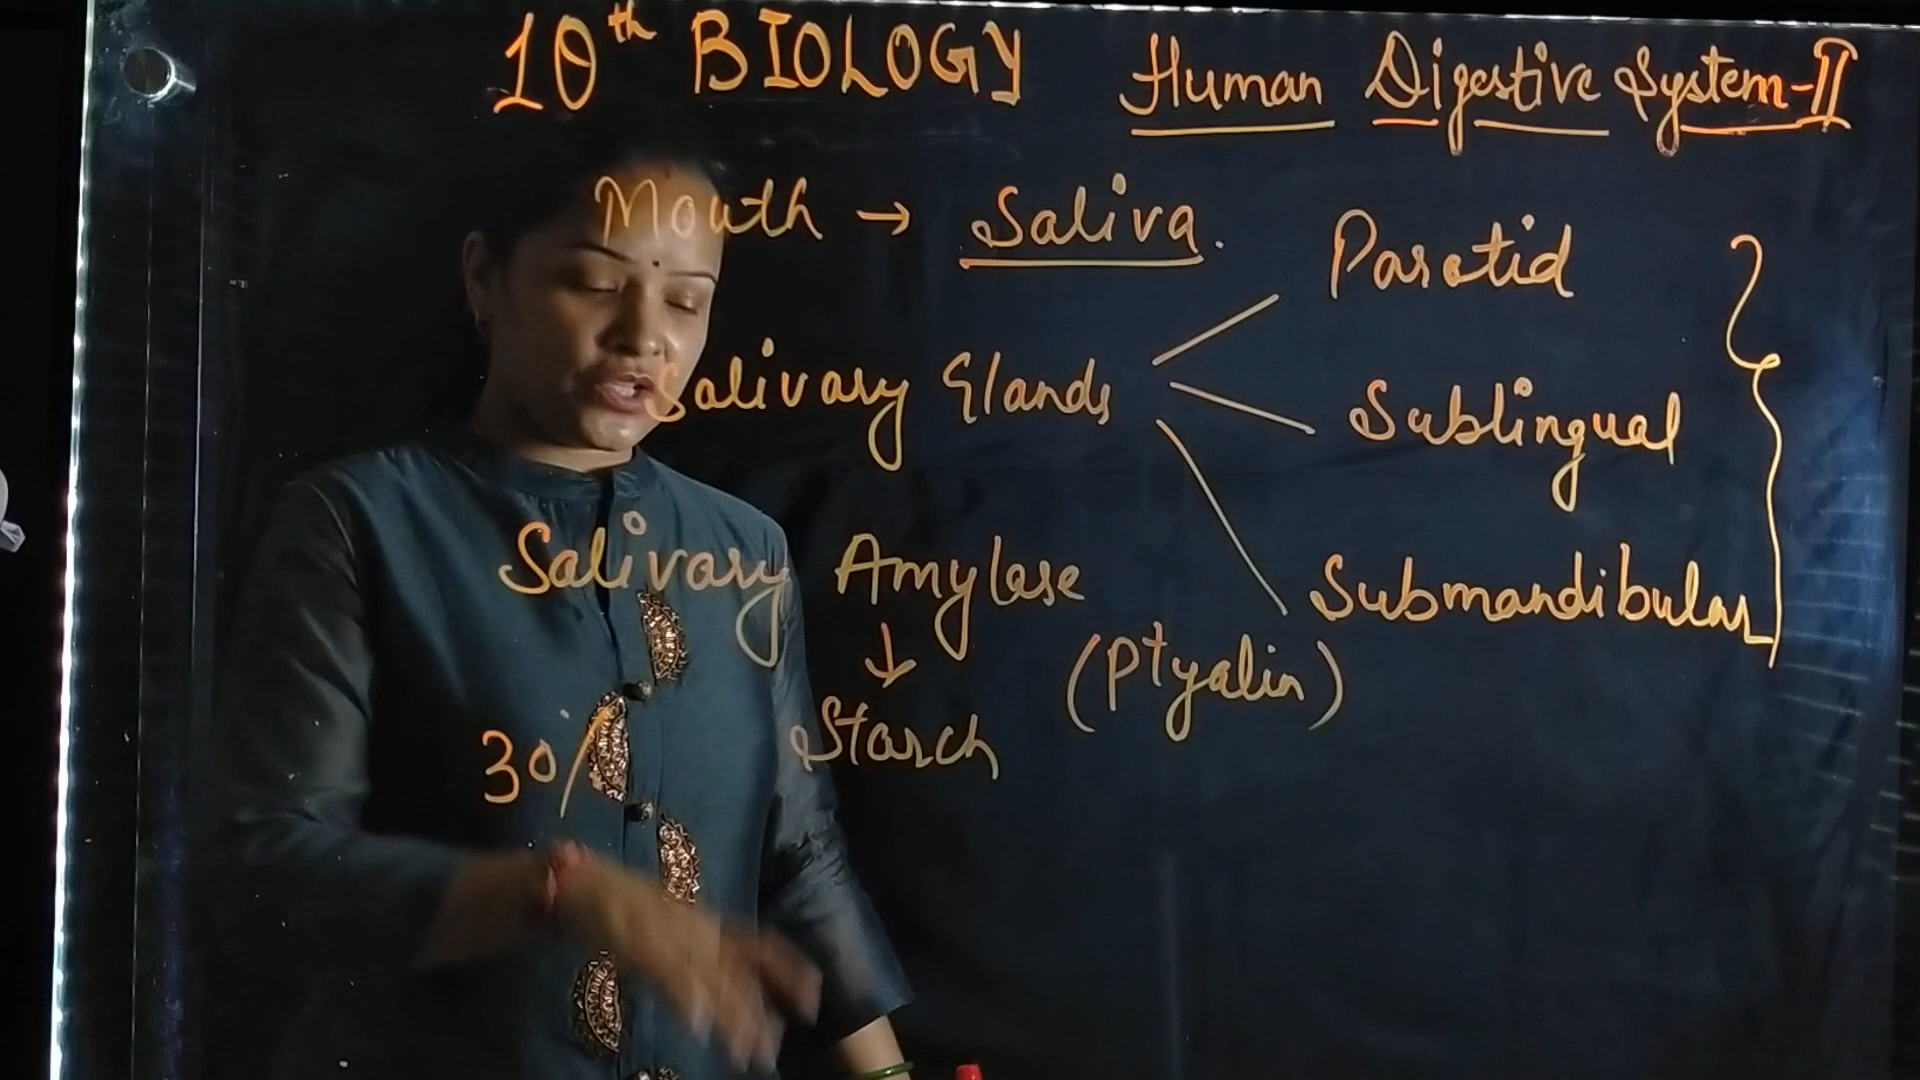 10th BIOLOGY Human Digestive System-II
Mouth → Saliva.
Parotid
Salivary Glands
Sublingual
Salivary Amylase
Submandibular
(Ptyalin)
30% Starch